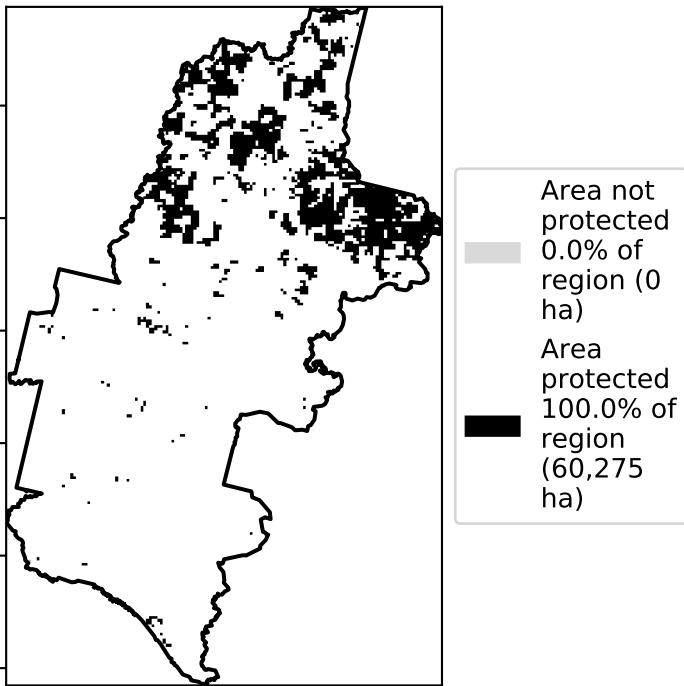 Area not
protected
0.0% of
region (0
ha)
Area
protected
100.0% of
region
(60,275
ha)